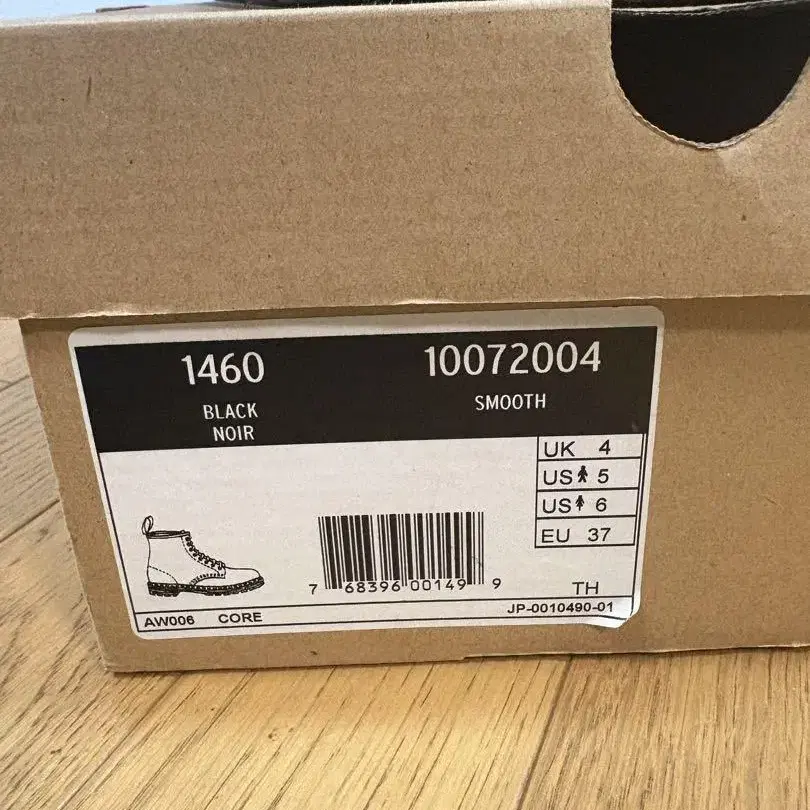 1460
BLACK
NOIR
10072004
SMOOTH
UK 4
US 5
US 6
EU 37
7 68396 00149 9
TH
AW006 CORE
JP-0010490-01